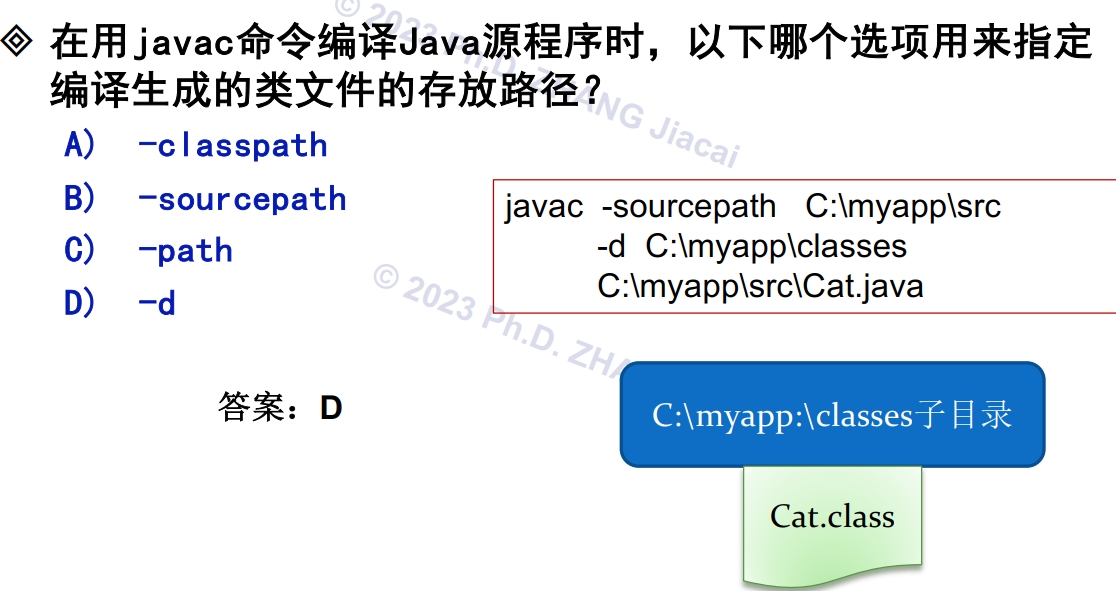 © 2023 Ph.D. ZHANG Jiacai
在用javac命令编译Java源程序时，以下哪个选项用来指定
编译生成的类文件的存放路径？
A) -classpath
B) -sourcepath
C) -path
D) -d
javac -sourcepath C:\myapp\src
-d C:\myapp\classes
C:\myapp\src\Cat.java
© 2023 Ph.D. ZHA
答案：D
C:\myapp:\classes子目录
Cat.class